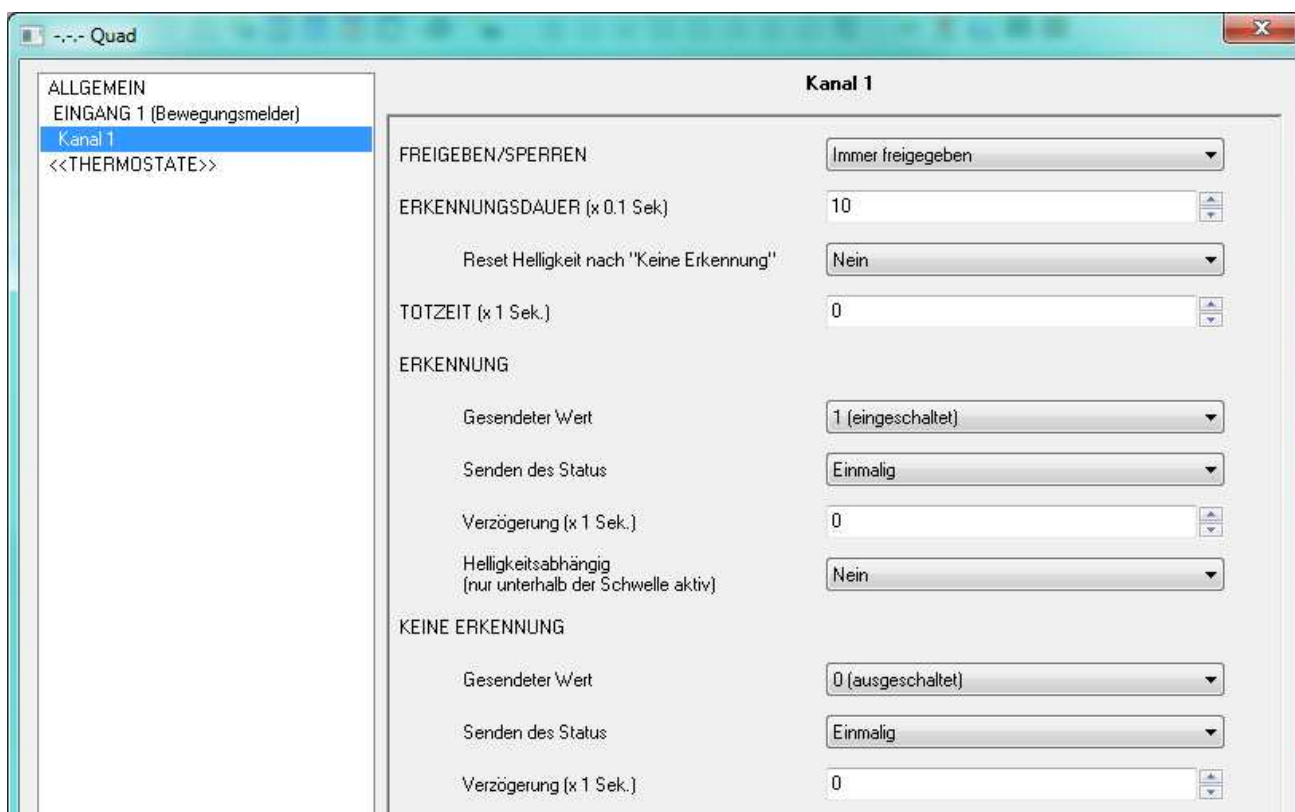 -.-.- Quad
ALLGEMEIN
EINGANG 1 (Bewegungsmelder)
Kanal 1
<<THERMOSTATE>>
Kanal 1
FREIGEBEN/SPERREN Immer freigegeben
ERKENNUNGSDAUER (x 0.1 Sek) 10
Reset Helligkeit nach "Keine Erkennung" Nein
TOTZEIT (x 1 Sek.) 0
ERKENNUNG
Gesendeter Wert 1 (eingeschaltet)
Senden des Status Einmalig
Verzögerung (x 1 Sek.) 0
Helligkeitsabhängig
(nur unterhalb der Schwelle aktiv) Nein
KEINE ERKENNUNG
Gesendeter Wert 0 (ausgeschaltet)
Senden des Status Einmalig
Verzögerung (x 1 Sek.) 0